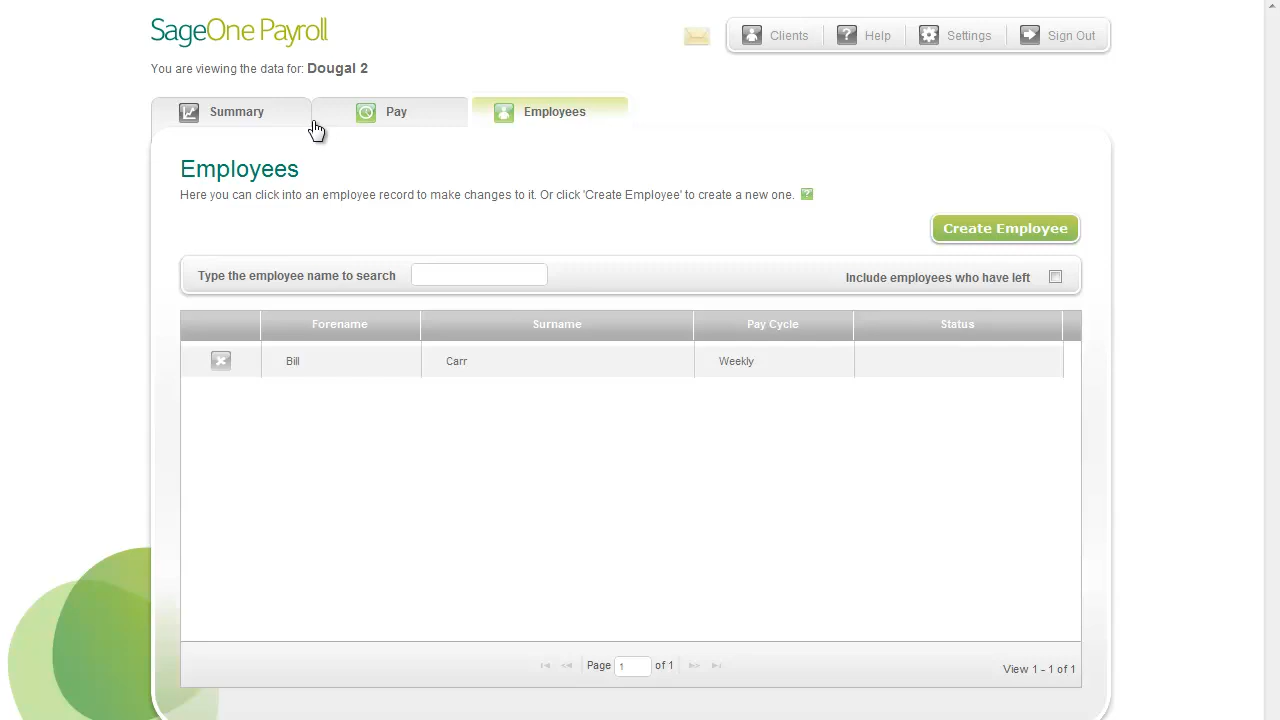 SageOne Payroll
Clients
Help
Settings
Sign Out
You are viewing the data for: Dougal 2
Summary
Pay
Employees
Employees
Here you can click into an employee record to make changes to it. Or click 'Create Employee' to create a new one. ?
Create Employee
Type the employee name to search
Include employees who have left
Forename Surname Pay Cycle Status
Bill Carr Weekly
Page 1 of 1
View 1 - 1 of 1